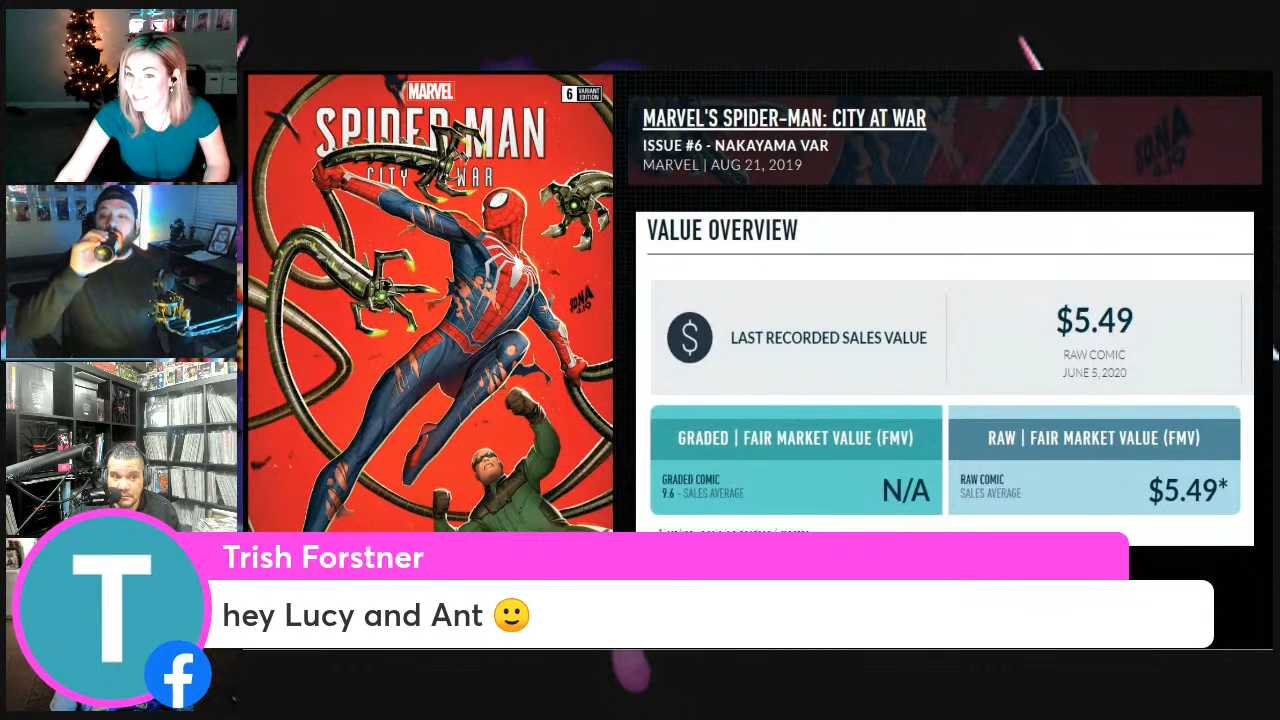 MARVEL
6 VARIANT
EDITION
SPIDER-MAN
CITY WAR
MARVEL'S SPIDER-MAN: CITY AT WAR
ISSUE #6 - NAKAYAMA VAR
MARVEL | AUG 21, 2019
VALUE OVERVIEW
$ LAST RECORDED SALES VALUE
$5.49
RAW COMIC
JUNE 5, 2020
GRADED | FAIR MARKET VALUE (FMV)
GRADED COMIC
9.6 - SALES AVERAGE
N/A
RAW | FAIR MARKET VALUE (FMV)
RAW COMIC
SALES AVERAGE
$5.49*
T
f
Trish Forstner
hey Lucy and Ant 🙂